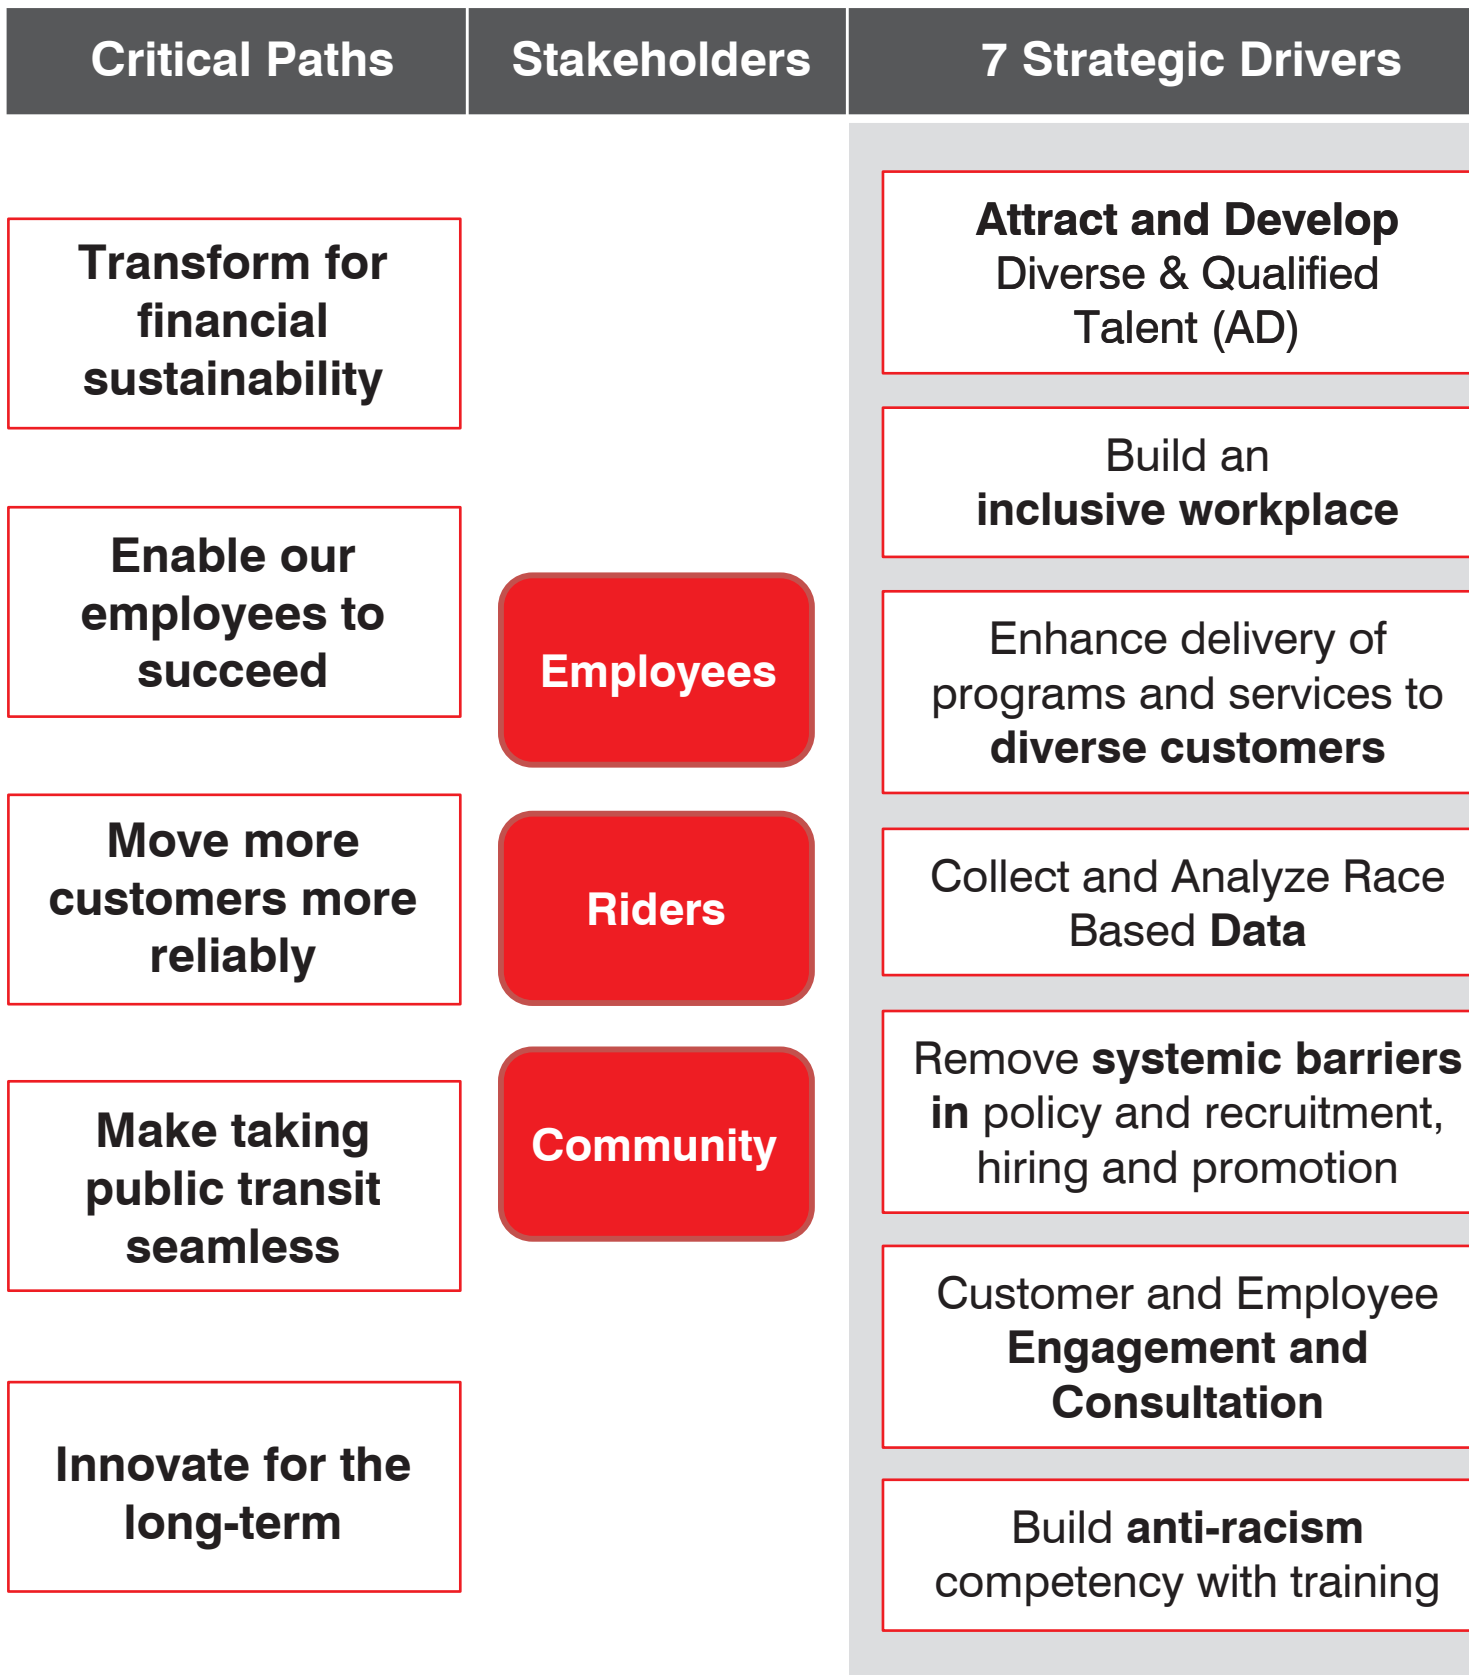 Critical Paths
Stakeholders
7 Strategic Drivers
Transform for
financial
sustainability
Enable our
employees to
succeed
Move more
customers more
reliably
Make taking
public transit
seamless
Innovate for the
long-term
Employees
Riders
Community
Attract and Develop
Diverse & Qualified
Talent (AD)
Build an
inclusive workplace
Enhance delivery of
programs and services to
diverse customers
Collect and Analyze Race
Based Data
Remove systemic barriers
in policy and recruitment,
hiring and promotion
Customer and Employee
Engagement and
Consultation
Build anti-racism
competency with training